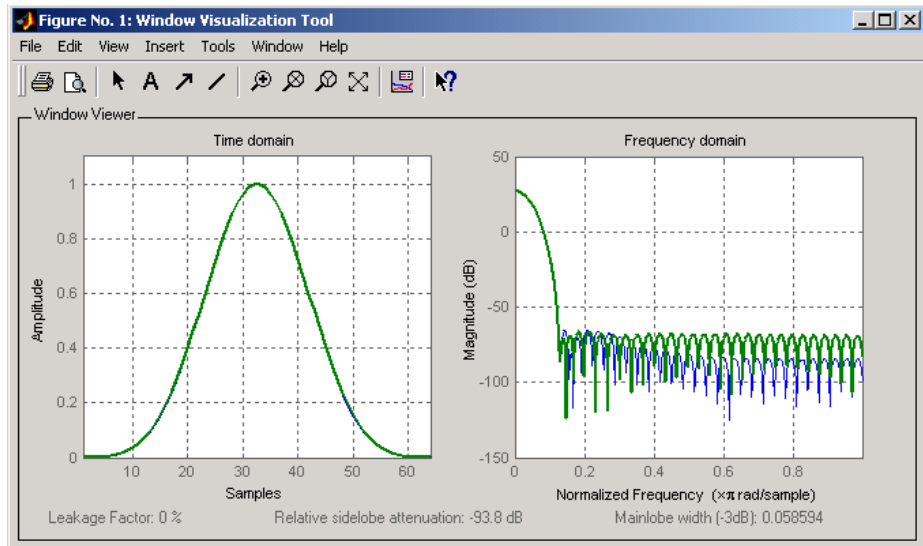 Figure No. 1: Window Visualization Tool
File Edit View Insert Tools Window Help
A
Window Viewer
Time domain
1
0.8
0.6
0.4
0.2
0
10 20 30 40 50 60
Amplitude
Samples
Frequency domain
50
0
-50
-100
-150
0 0.2 0.4 0.6 0.8
Magnitude (dB)
Normalized Frequency (×π rad/sample)
Leakage Factor: 0 % Relative sidelobe attenuation: -93.8 dB Mainlobe width (-3dB): 0.058594